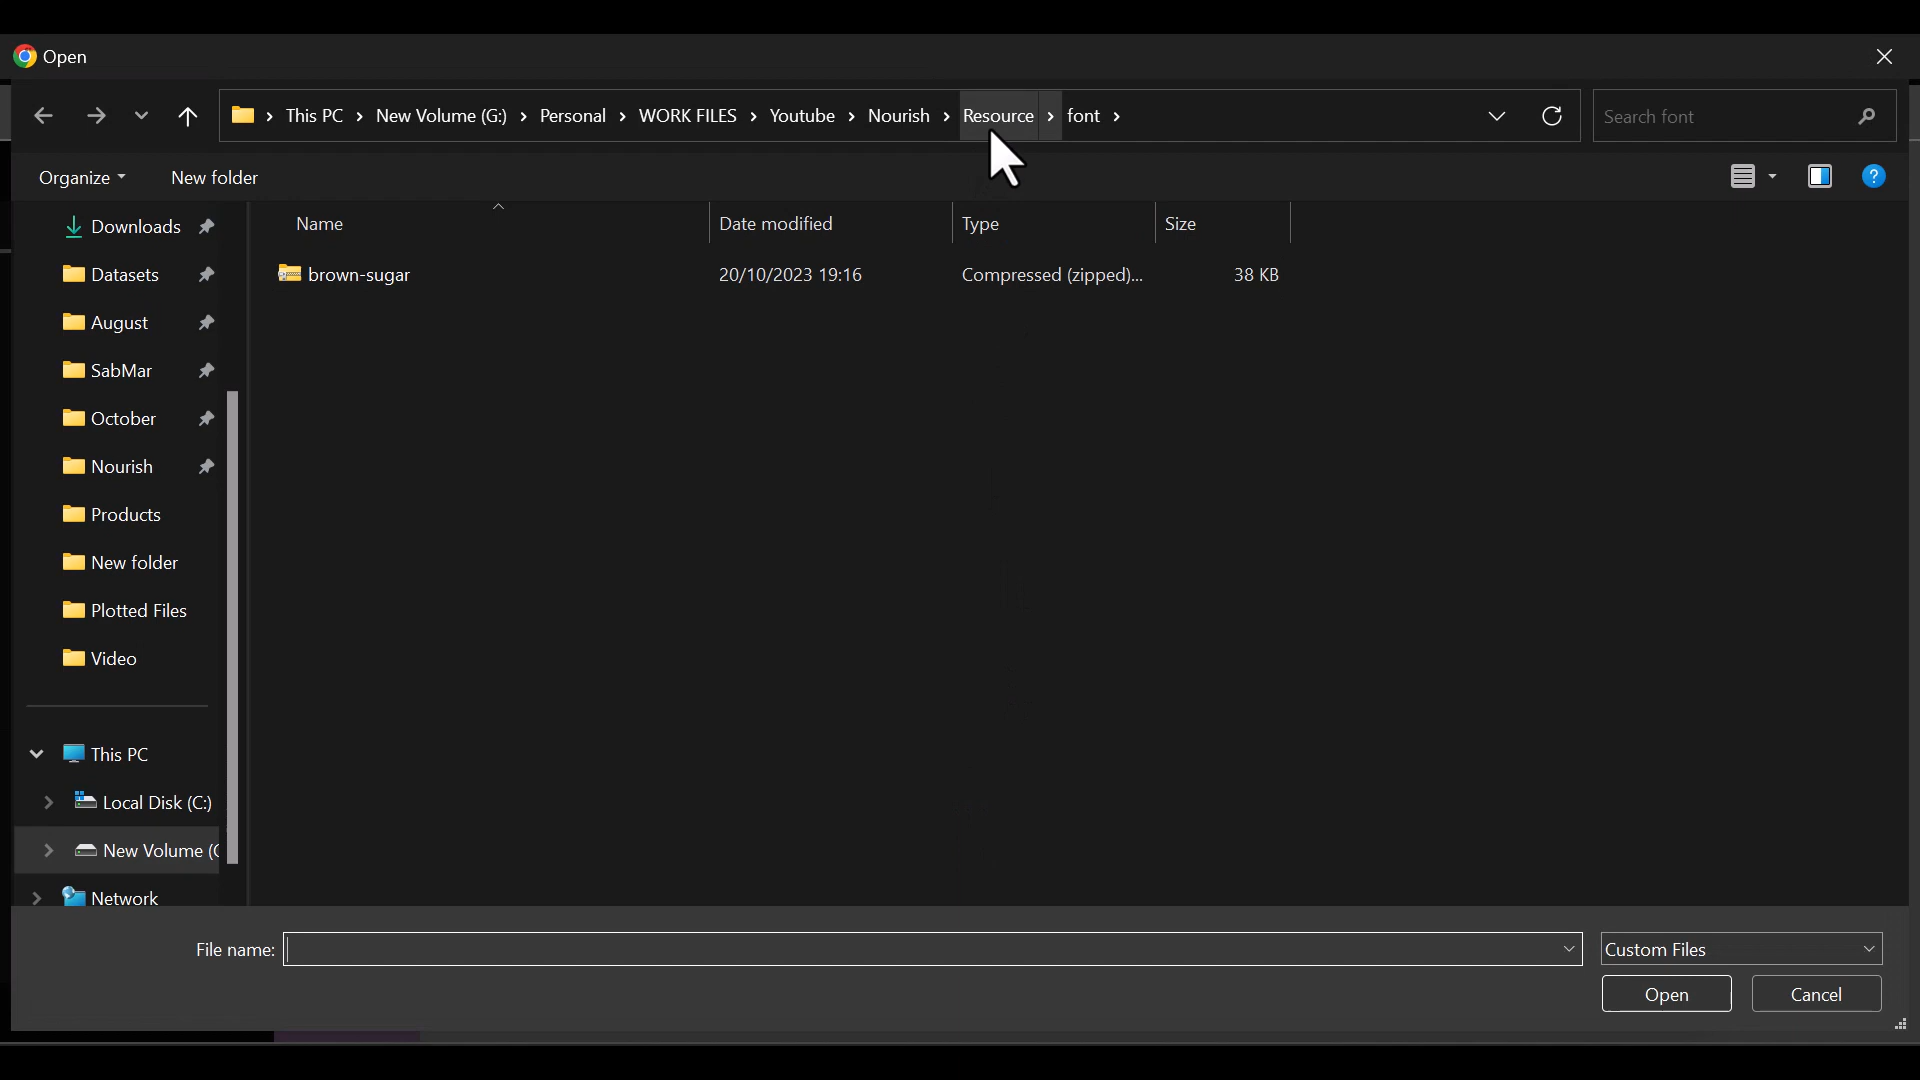 Open
This PC > New Volume (G:) > Personal > WORK FILES > Youtube > Nourish > Resource > font >
Search font
Organize
New folder
Name
Date modified
Type
Size
brown-sugar
20/10/2023 19:16
Compressed (zipped)...
38 KB
Downloads
Datasets
August
SabMar
October
Nourish
Products
New folder
Plotted Files
Video
This PC
Local Disk (C:)
New Volume (
Network
File name:
Custom Files
Open
Cancel